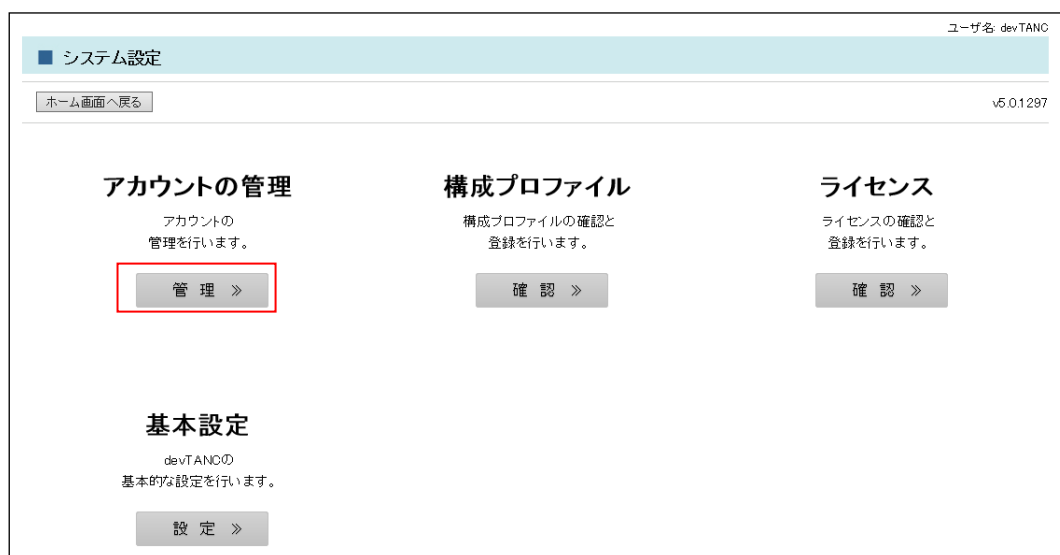 ユーザ名: devTANC
■ システム設定
ホーム画面へ戻る
v5.0.1297
アカウントの管理
アカウントの
管理を行います。
管 理 ≫
構成プロファイル
構成プロファイルの確認と
登録を行います。
確 認 ≫
ライセンス
ライセンスの確認と
登録を行います。
確 認 ≫
基本設定
devTANCの
基本的な設定を行います。
設 定 ≫